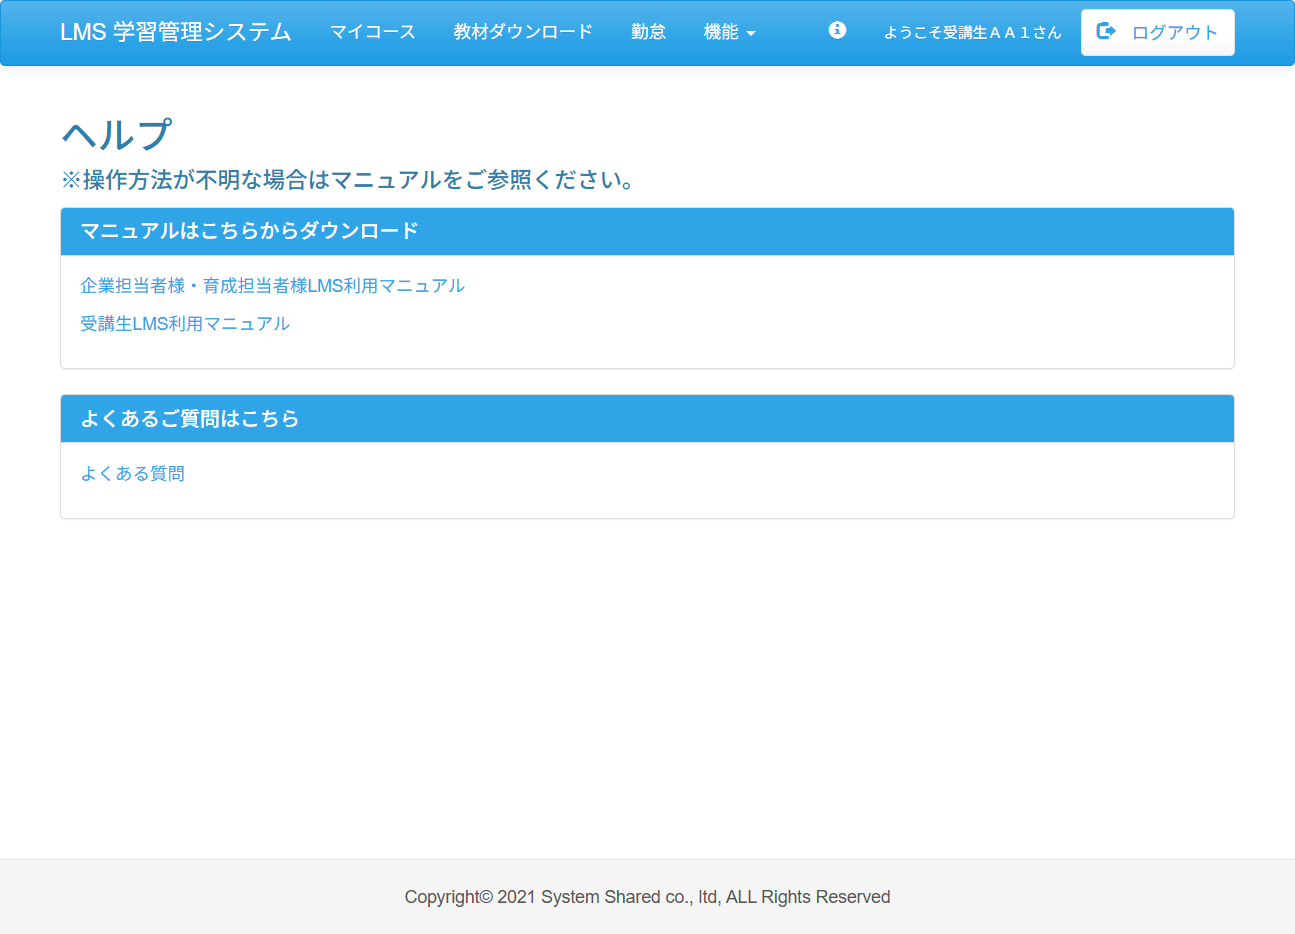 LMS 学習管理システム マイコース 教材ダウンロード 勤怠 機能 ようこそ受講生ＡＡ１さん ログアウト
ヘルプ
※操作方法が不明な場合はマニュアルをご参照ください。
マニュアルはこちらからダウンロード
企業担当者様・育成担当者様LMS利用マニュアル
受講生LMS利用マニュアル
よくあるご質問はこちら
よくある質問
Copyright© 2021 System Shared co., ltd, ALL Rights Reserved